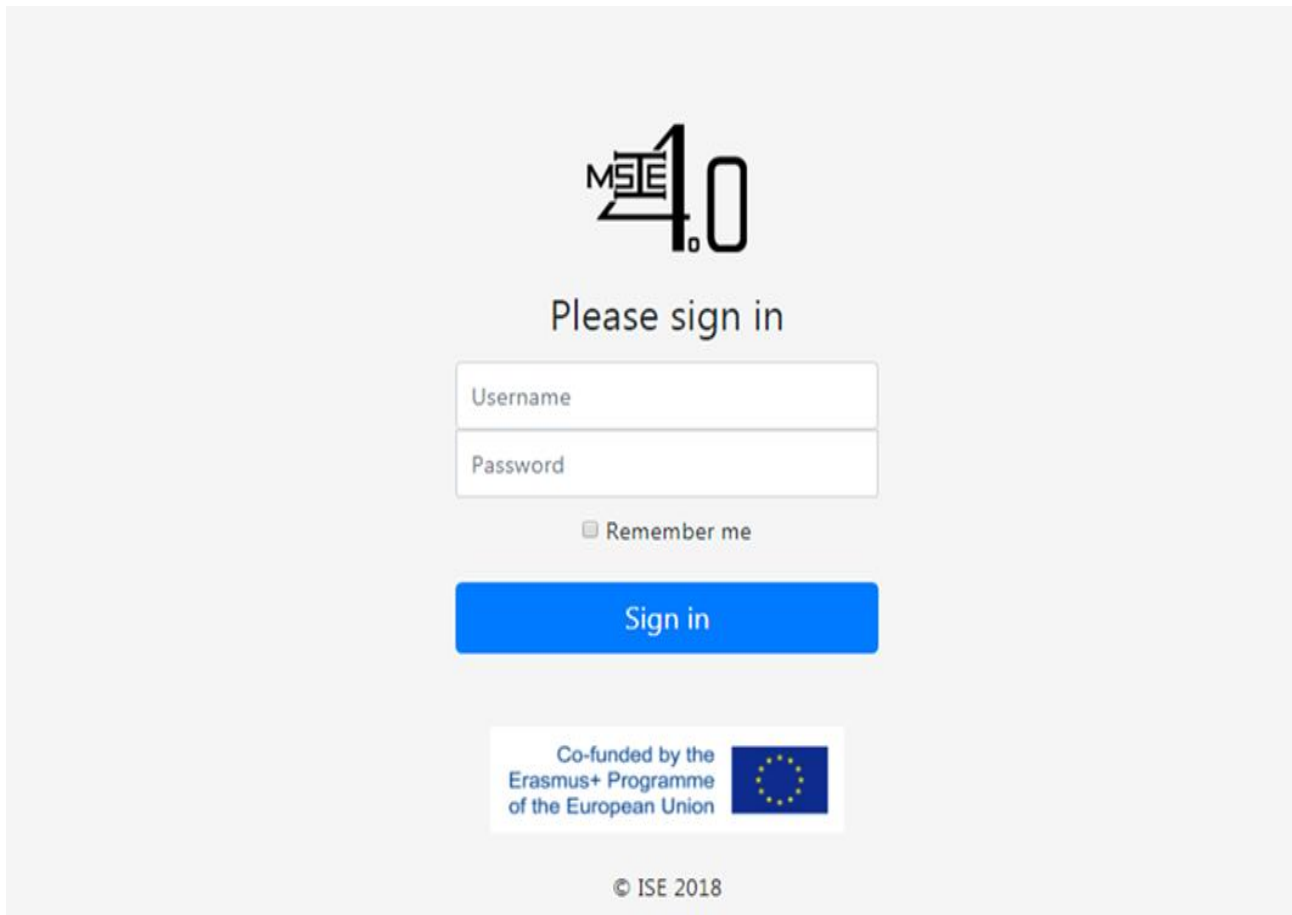 MSIE 4.0
Please sign in
Username
Password
Remember me
Sign in
Co-funded by the
Erasmus+ Programme
of the European Union
© ISE 2018